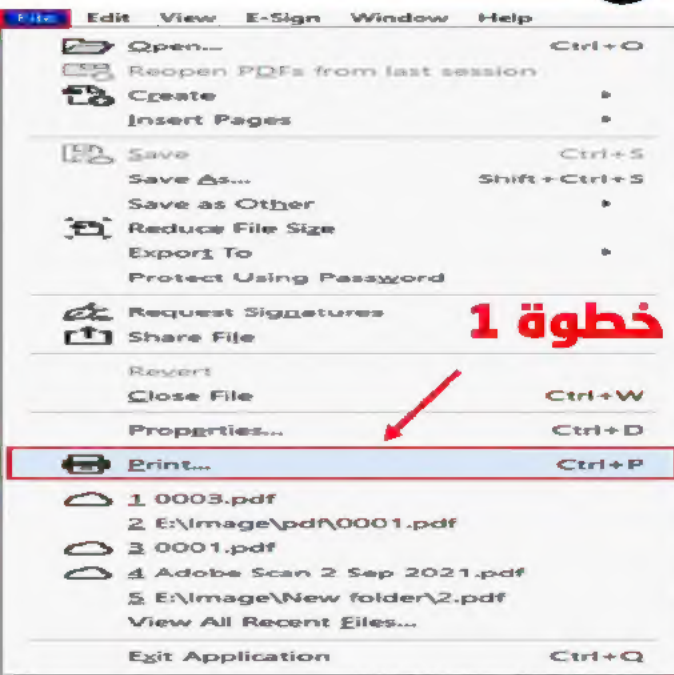 File Edit View E-Sign Window Help
Open... Ctrl+O
Reopen PDFs from last session
Create
Insert Pages
Save Ctrl+S
Save As... Shift+Ctrl+S
Save as Other
Reduce File Size
Export To
Protect Using Password
Request Signatures
خطوة 1
Share File
Revert
Close File Ctrl+W
Properties... Ctrl+D
Print... Ctrl+P
1 0003.pdf
2 E:\Image\pdf\0001.pdf
3 0001.pdf
4 Adobe Scan 2 Sep 2021.pdf
5 E:\Image\New folder\2.pdf
View All Recent Files...
Exit Application Ctrl+Q